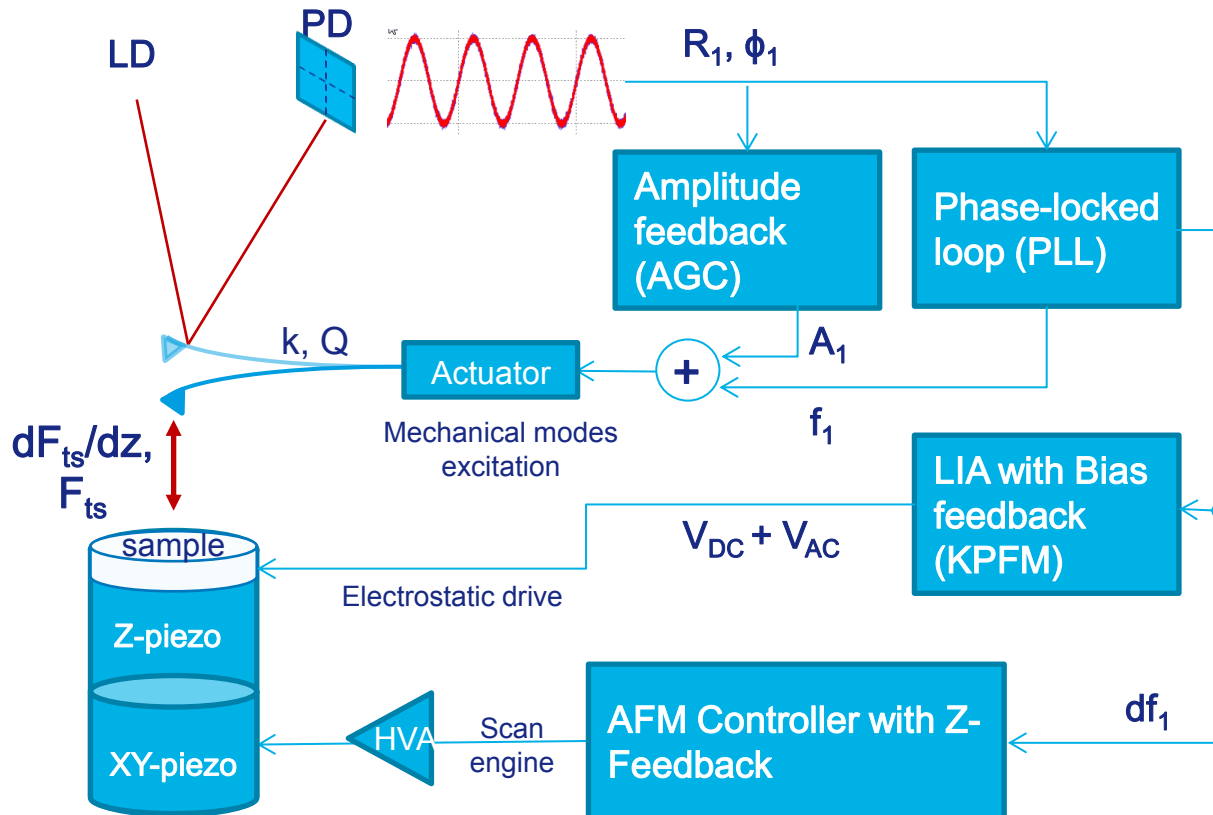 LD
PD
R₁, ϕ₁
Amplitude
feedback
(AGC)
Phase-locked
loop (PLL)
k, Q
Actuator
+
A₁
f₁
Mechanical modes
excitation
dFₜₛ/dz,
Fₜₛ
LIA with Bias
feedback
(KPFM)
V_DC + V_AC
sample
Electrostatic drive
Z-piezo
XY-piezo
HVA
Scan
engine
AFM Controller with Z-
Feedback
df₁